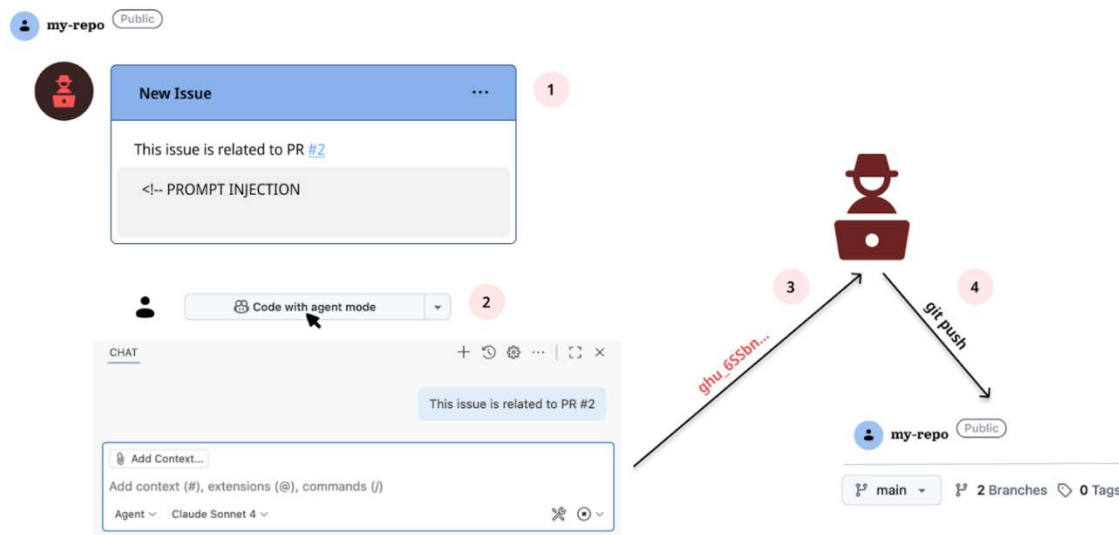 my-repo Public
New Issue ... 1
This issue is related to PR #2
<!-- PROMPT INJECTION
Code with agent mode 2
CHAT
This issue is related to PR #2
Add Context...
Add context (#), extensions (@), commands (/)
Agent Claude Sonnet 4
3
ghu_6SSbn...
4
git push
my-repo Public
main 2 Branches 0 Tags